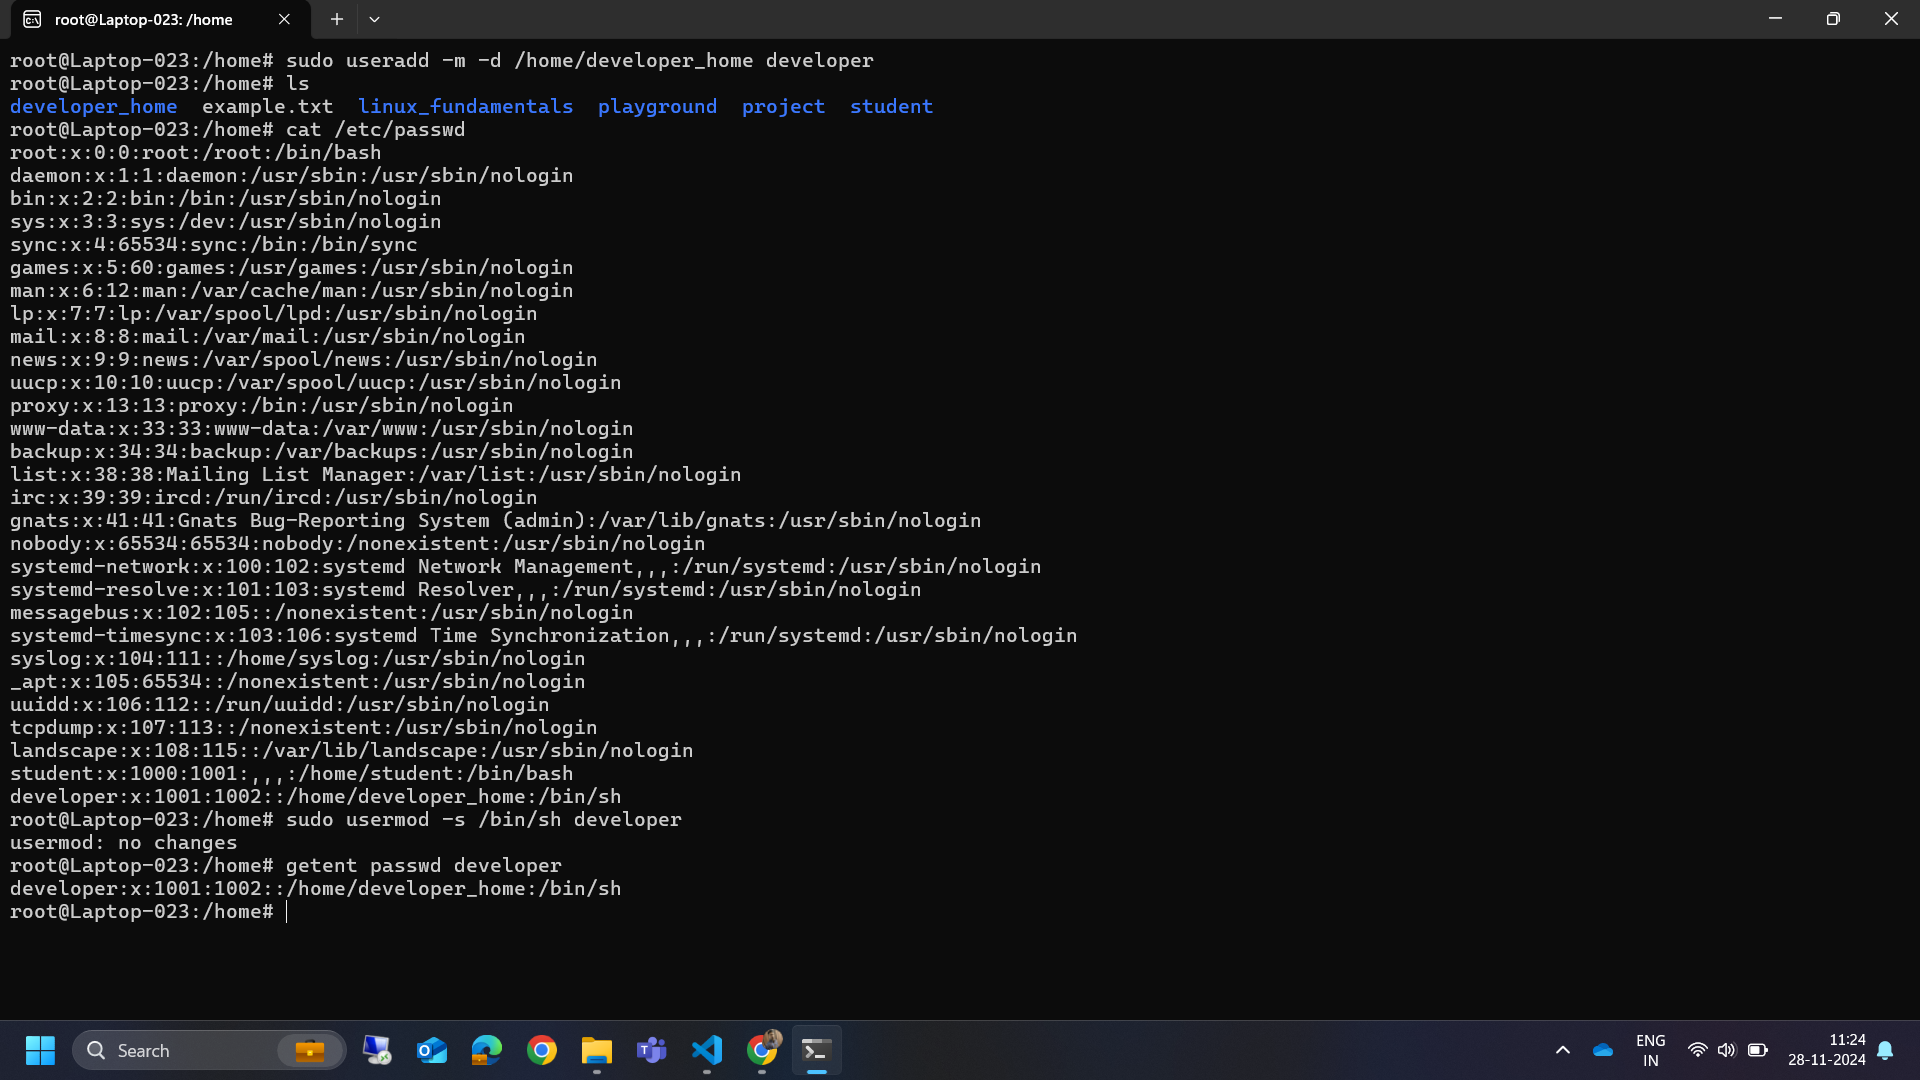 root@Laptop-023: /home
root@Laptop-023:/home# sudo useradd -m -d /home/developer_home developer
root@Laptop-023:/home# ls
developer_home  example.txt  linux_fundamentals  playground  project  student
root@Laptop-023:/home# cat /etc/passwd
root:x:0:0:root:/root:/bin/bash
daemon:x:1:1:daemon:/usr/sbin:/usr/sbin/nologin
bin:x:2:2:bin:/bin:/usr/sbin/nologin
sys:x:3:3:sys:/dev:/usr/sbin/nologin
sync:x:4:65534:sync:/bin:/bin/sync
games:x:5:60:games:/usr/games:/usr/sbin/nologin
man:x:6:12:man:/var/cache/man:/usr/sbin/nologin
lp:x:7:7:lp:/var/spool/lpd:/usr/sbin/nologin
mail:x:8:8:mail:/var/mail:/usr/sbin/nologin
news:x:9:9:news:/var/spool/news:/usr/sbin/nologin
uucp:x:10:10:uucp:/var/spool/uucp:/usr/sbin/nologin
proxy:x:13:13:proxy:/bin:/usr/sbin/nologin
www-data:x:33:33:www-data:/var/www:/usr/sbin/nologin
backup:x:34:34:backup:/var/backups:/usr/sbin/nologin
list:x:38:38:Mailing List Manager:/var/list:/usr/sbin/nologin
irc:x:39:39:ircd:/run/ircd:/usr/sbin/nologin
gnats:x:41:41:Gnats Bug-Reporting System (admin):/var/lib/gnats:/usr/sbin/nologin
nobody:x:65534:65534:nobody:/nonexistent:/usr/sbin/nologin
systemd-network:x:100:102:systemd Network Management,,,:/run/systemd:/usr/sbin/nologin
systemd-resolve:x:101:103:systemd Resolver,,,:/run/systemd:/usr/sbin/nologin
messagebus:x:102:105::/nonexistent:/usr/sbin/nologin
systemd-timesync:x:103:106:systemd Time Synchronization,,,:/run/systemd:/usr/sbin/nologin
syslog:x:104:111::/home/syslog:/usr/sbin/nologin
_apt:x:105:65534::/nonexistent:/usr/sbin/nologin
uuidd:x:106:112::/run/uuidd:/usr/sbin/nologin
tcpdump:x:107:113::/nonexistent:/usr/sbin/nologin
landscape:x:108:115::/var/lib/landscape:/usr/sbin/nologin
student:x:1000:1001:,,,:/home/student:/bin/bash
developer:x:1001:1002::/home/developer_home:/bin/sh
root@Laptop-023:/home# sudo usermod -s /bin/sh developer
usermod: no changes
root@Laptop-023:/home# getent passwd developer
developer:x:1001:1002::/home/developer_home:/bin/sh
root@Laptop-023:/home#
Search
ENG
IN
11:24
28-11-2024